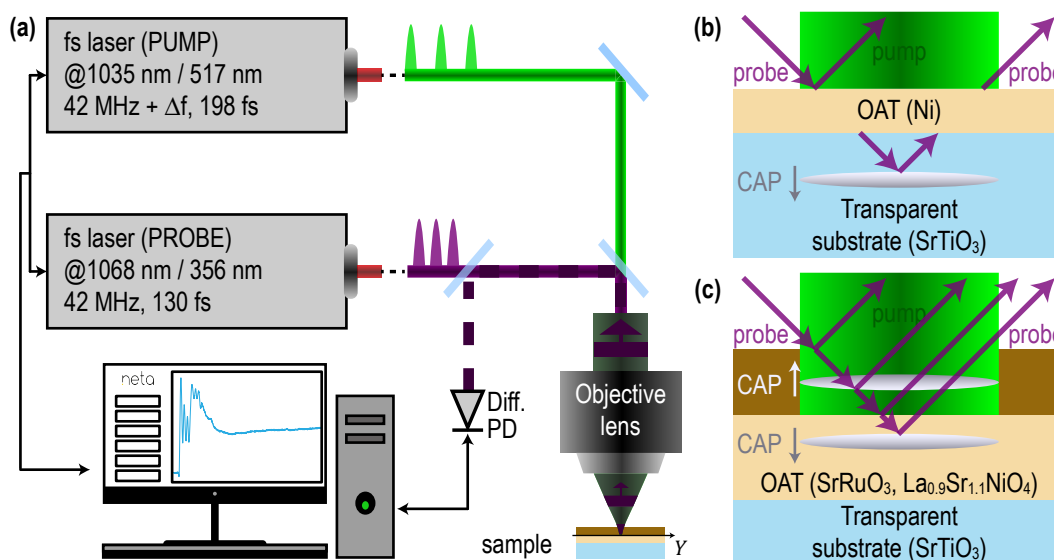 (a)
fs laser (PUMP)
@1035 nm / 517 nm
42 MHz + Δf, 198 fs
fs laser (PROBE)
@1068 nm / 356 nm
42 MHz, 130 fs
neta
Diff.
PD
Objective
lens
sample
Y
(b)
pump
probe
probe
OAT (Ni)
CAP
Transparent
substrate (SrTiO₃)
(c)
pump
probe
probe
CAP
CAP
OAT (SrRuO₃, La₀.₉Sr₁.₁NiO₄)
Transparent
substrate (SrTiO₃)